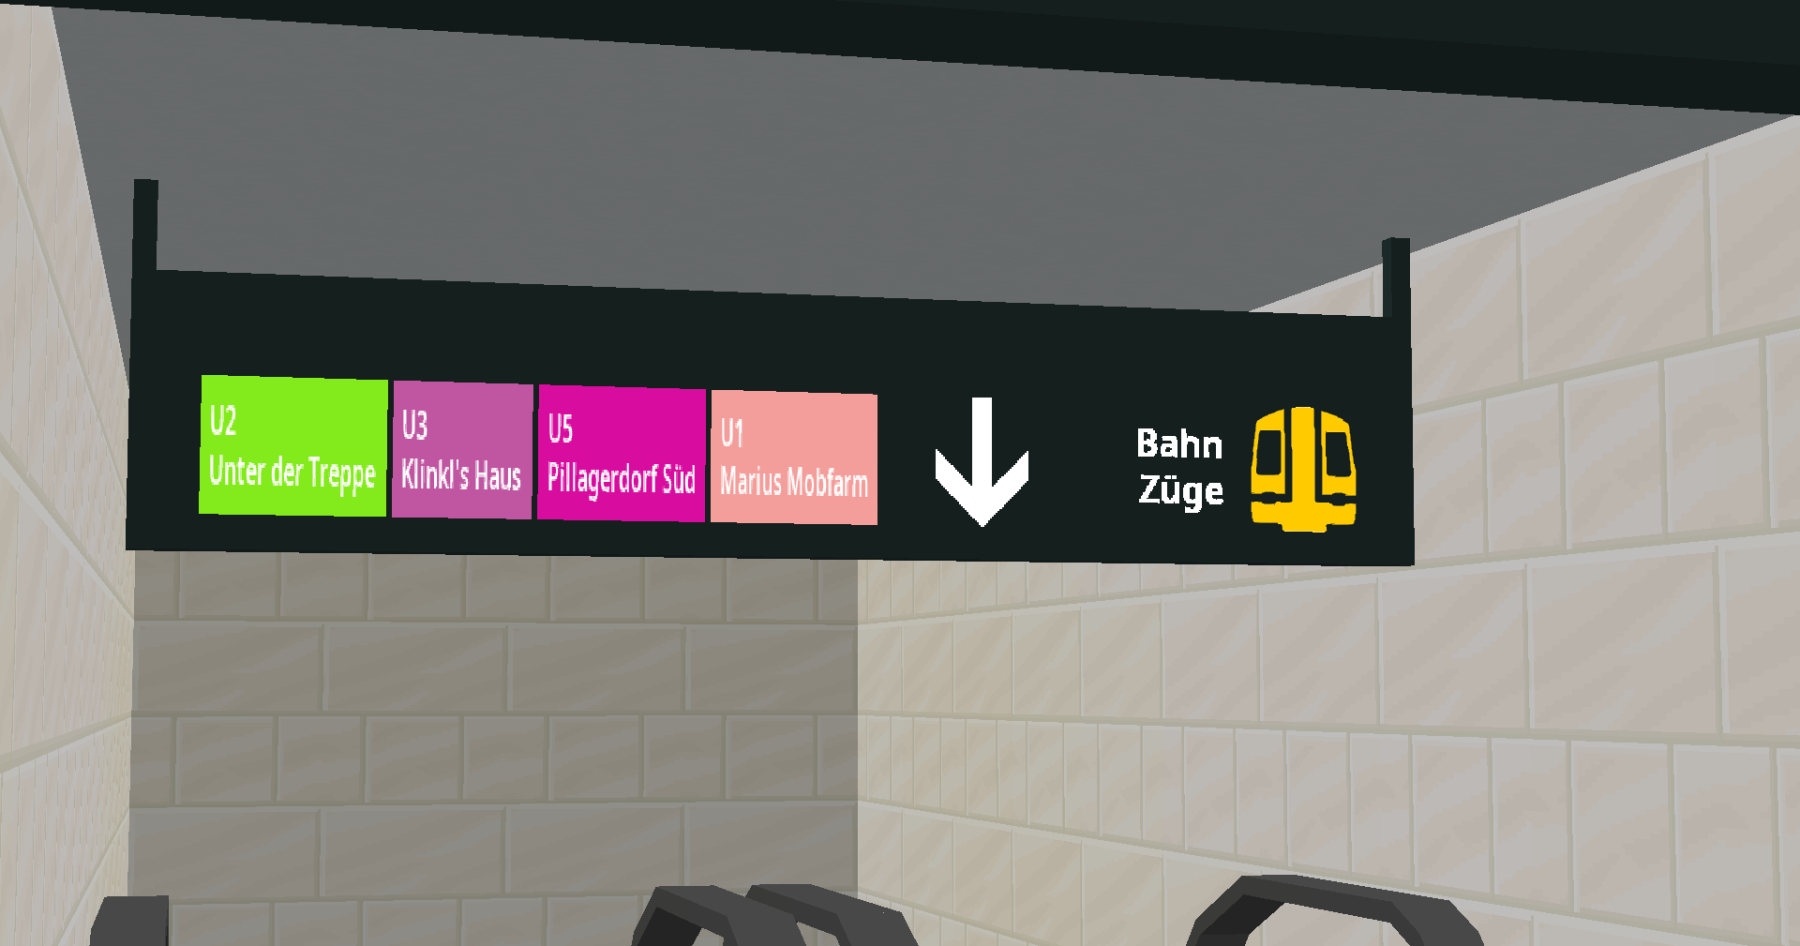 U2
Unter der Treppe
U3
Klinkl's Haus
U5
Pillagerdorf Süd
U1
Marius Mobfarm
Bahn
Züge